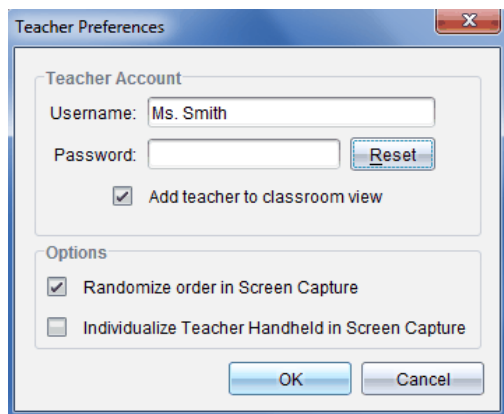 Teacher Preferences
Teacher Account
Username: Ms. Smith
Password: Reset
Add teacher to classroom view
Options
Randomize order in Screen Capture
Individualize Teacher Handheld in Screen Capture
OK Cancel